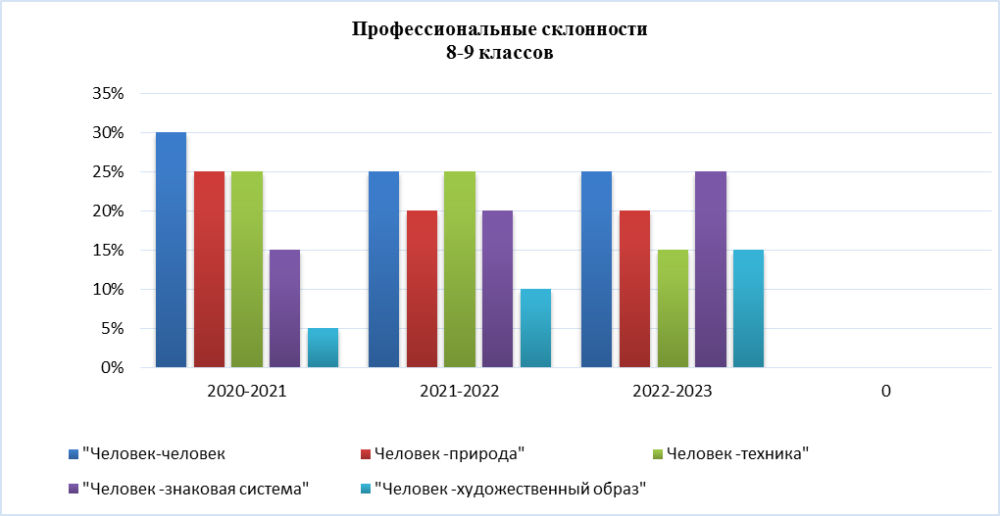 Профессиональные склонности
8-9 классов
35%
30%
25%
20%
15%
10%
5%
0%
2020-2021 2021-2022 2022-2023 0
"Человек-человек Человек -природа" Человек -техника"
"Человек -знаковая система" "Человек -художественный образ"